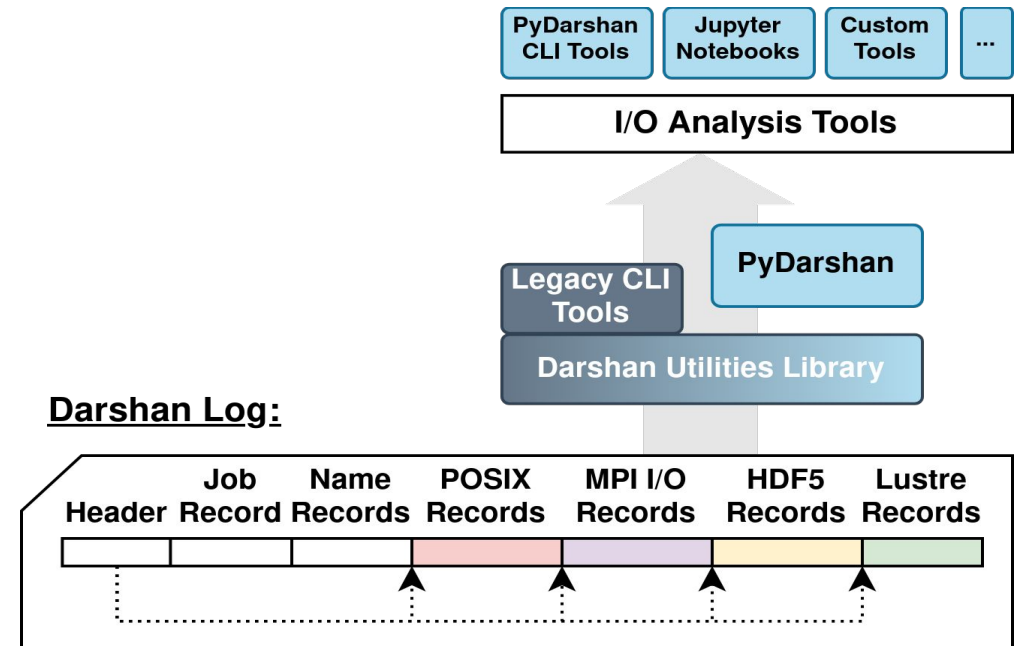 PyDarshan
CLI Tools
Jupyter
Notebooks
Custom
Tools
...
I/O Analysis Tools
PyDarshan
Legacy CLI
Tools
Darshan Utilities Library
Darshan Log:
Header
Job
Record
Name
Records
POSIX
Records
MPI I/O
Records
HDF5
Records
Lustre
Records